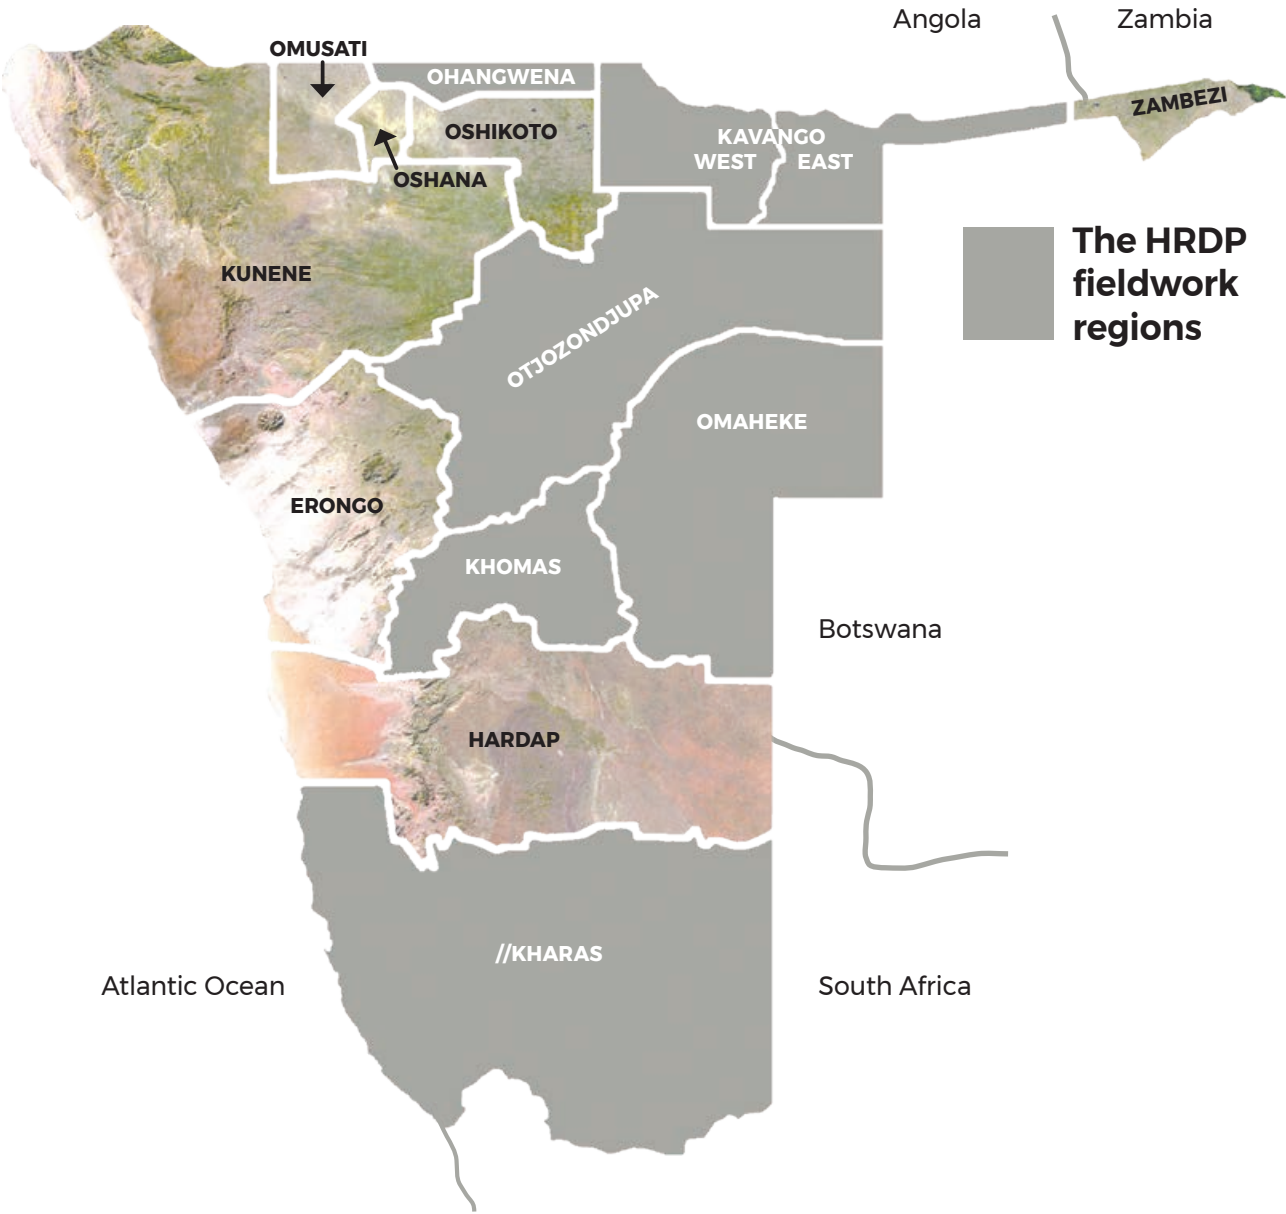 Angola
Zambia
OMUSATI
OHANGWENA
ZAMBEZI
OSHIKOTO
KAVANGO
WEST EAST
OSHANA
The HRDP
fieldwork
regions
KUNENE
OTJOZONDJUPA
OMAHEKE
ERONGO
KHOMAS
Botswana
HARDAP
//KHARAS
Atlantic Ocean
South Africa